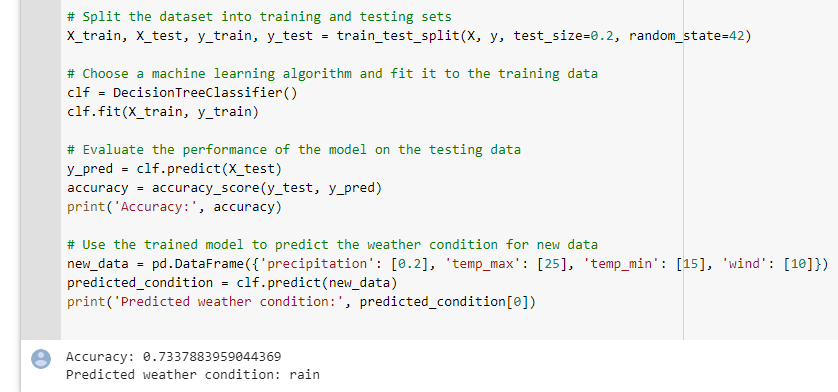 # Split the dataset into training and testing sets
X_train, X_test, y_train, y_test = train_test_split(X, y, test_size=0.2, random_state=42)
# Choose a machine learning algorithm and fit it to the training data
clf = DecisionTreeClassifier()
clf.fit(X_train, y_train)
# Evaluate the performance of the model on the testing data
y_pred = clf.predict(X_test)
accuracy = accuracy_score(y_test, y_pred)
print('Accuracy:', accuracy)
# Use the trained model to predict the weather condition for new data
new_data = pd.DataFrame({'precipitation': [0.2], 'temp_max': [25], 'temp_min': [15], 'wind': [10]})
predicted_condition = clf.predict(new_data)
print('Predicted weather condition:', predicted_condition[0])
Accuracy: 0.7337883959044369
Predicted weather condition: rain